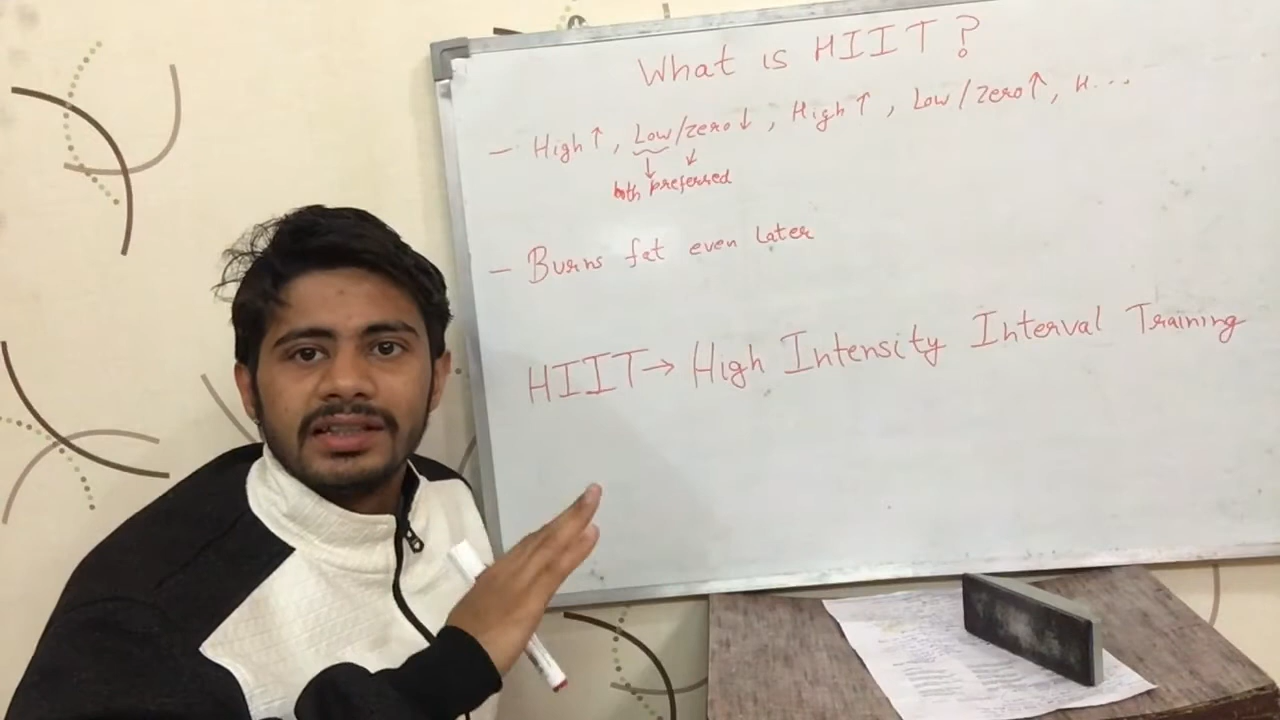 What is HIIT?
- High↑, Low/zero↓, High↑, Low/zero↑, H...
both preferred
- Burns fat even later
HIIT→ High Intensity Interval Training